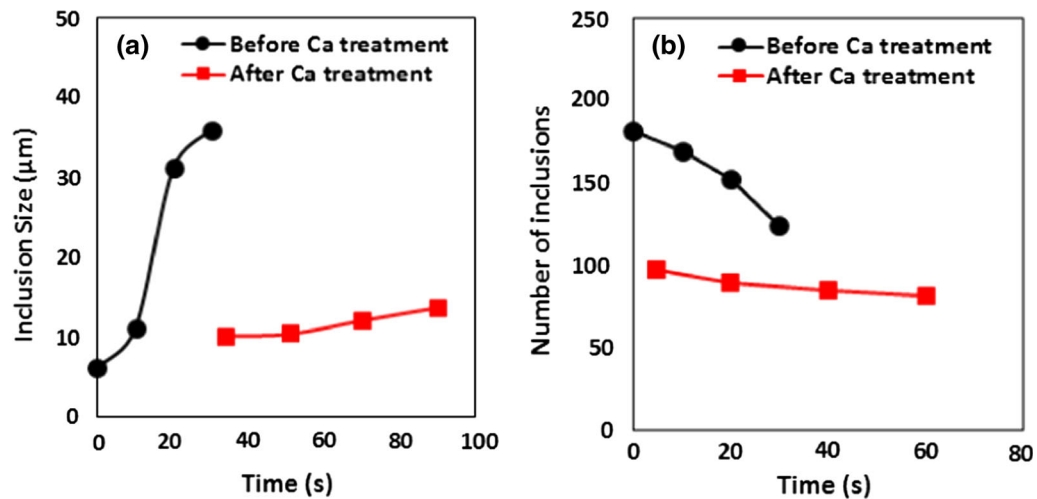 50
(a)
Before Ca treatment
After Ca treatment
40
30
20
10
0
Inclusion Size (µm)
0 20 40 60 80 100
Time (s)
250
(b)
Before Ca treatment
After Ca treatment
200
150
100
50
0
Number of inclusions
0 20 40 60 80
Time (s)